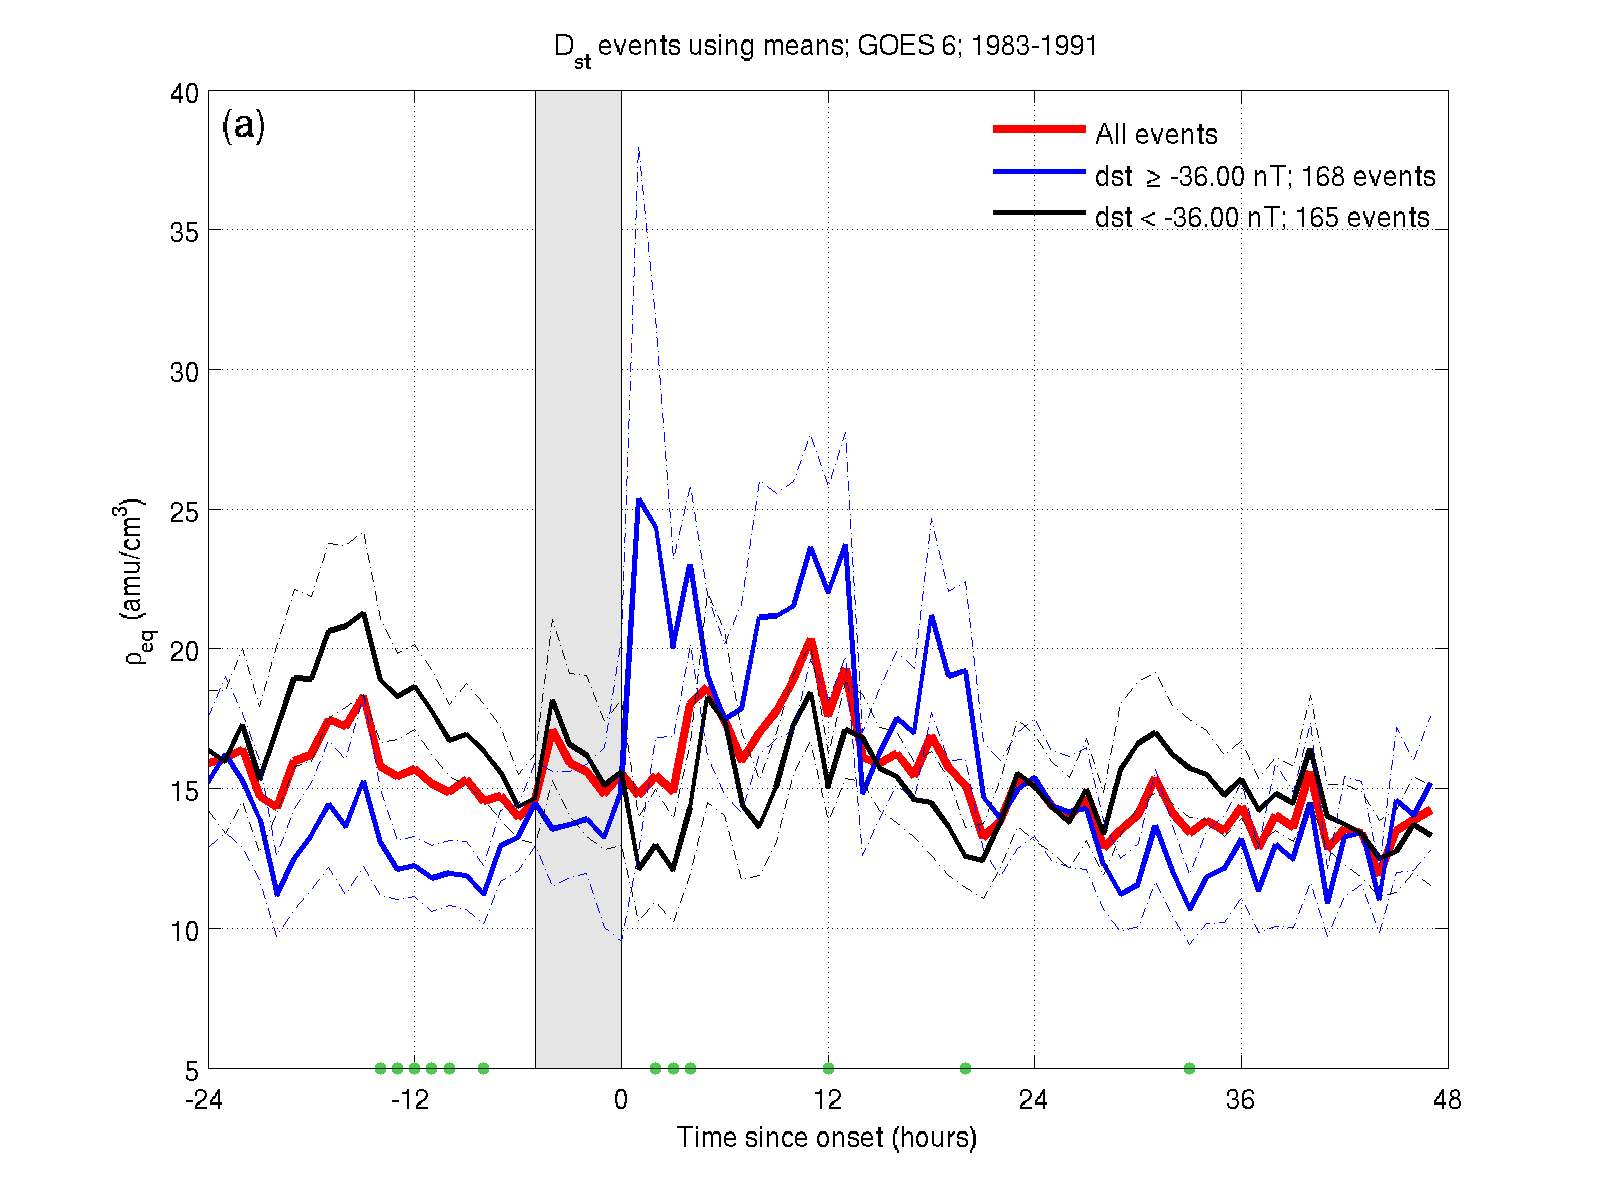 D_st events using means; GOES 6; 1983-1991
(a)
All events
dst ≥ -36.00 nT; 168 events
dst < -36.00 nT; 165 events
40
35
30
25
20
15
10
5
ρ_eq (amu/cm³)
-24 -12 0 12 24 36 48
Time since onset (hours)